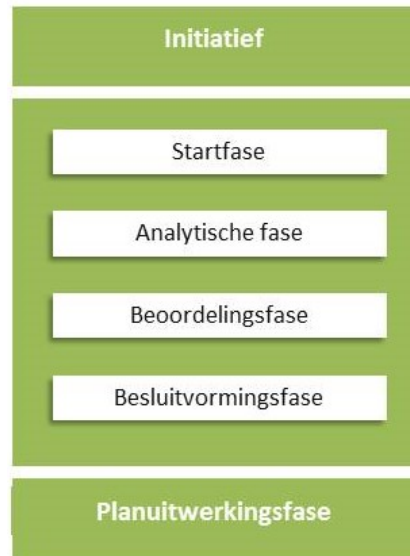 Initiatief
Startfase
Analytische fase
Beoordelingsfase
Besluitvormingsfase
Planuitwerkingsfase